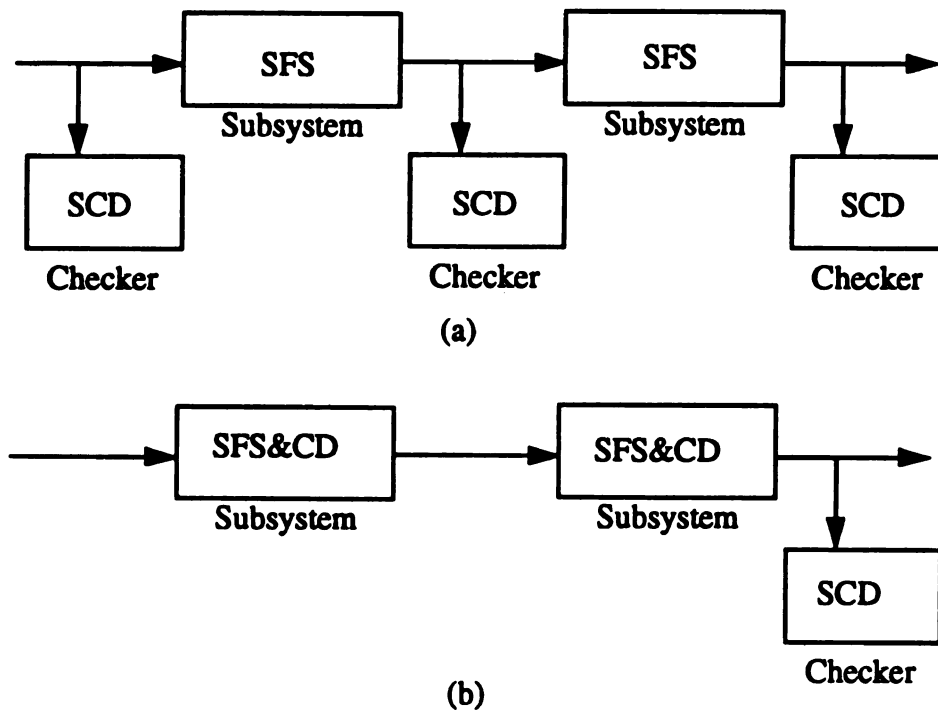 SFS
SFS
Subsystem
Subsystem
SCD
SCD
SCD
Checker
Checker
Checker
(a)
SFS&CD
SFS&CD
Subsystem
Subsystem
SCD
Checker
(b)